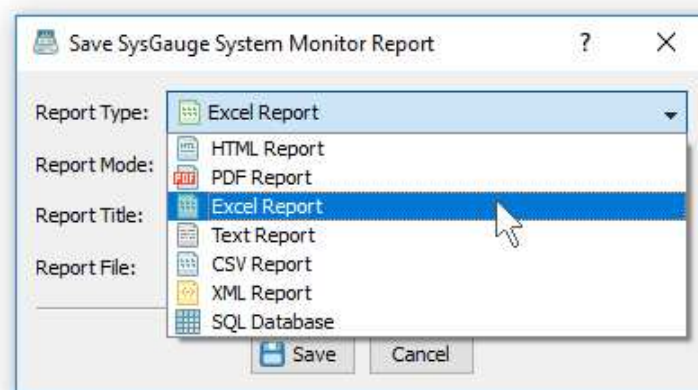 Save SysGauge System Monitor Report
Report Type: Excel Report
HTML Report
Report Mode:
PDF Report
Excel Report
Report Title:
Text Report
CSV Report
Report File:
XML Report
SQL Database
Save Cancel